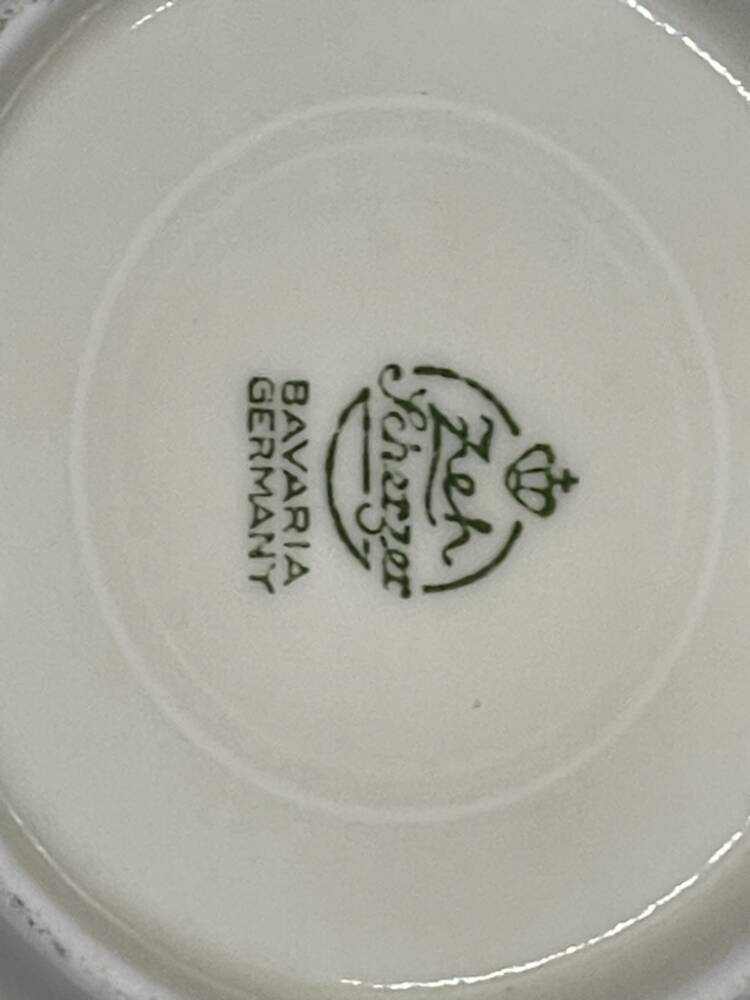 Zeh
Scherzer
BAVARIA
GERMANY